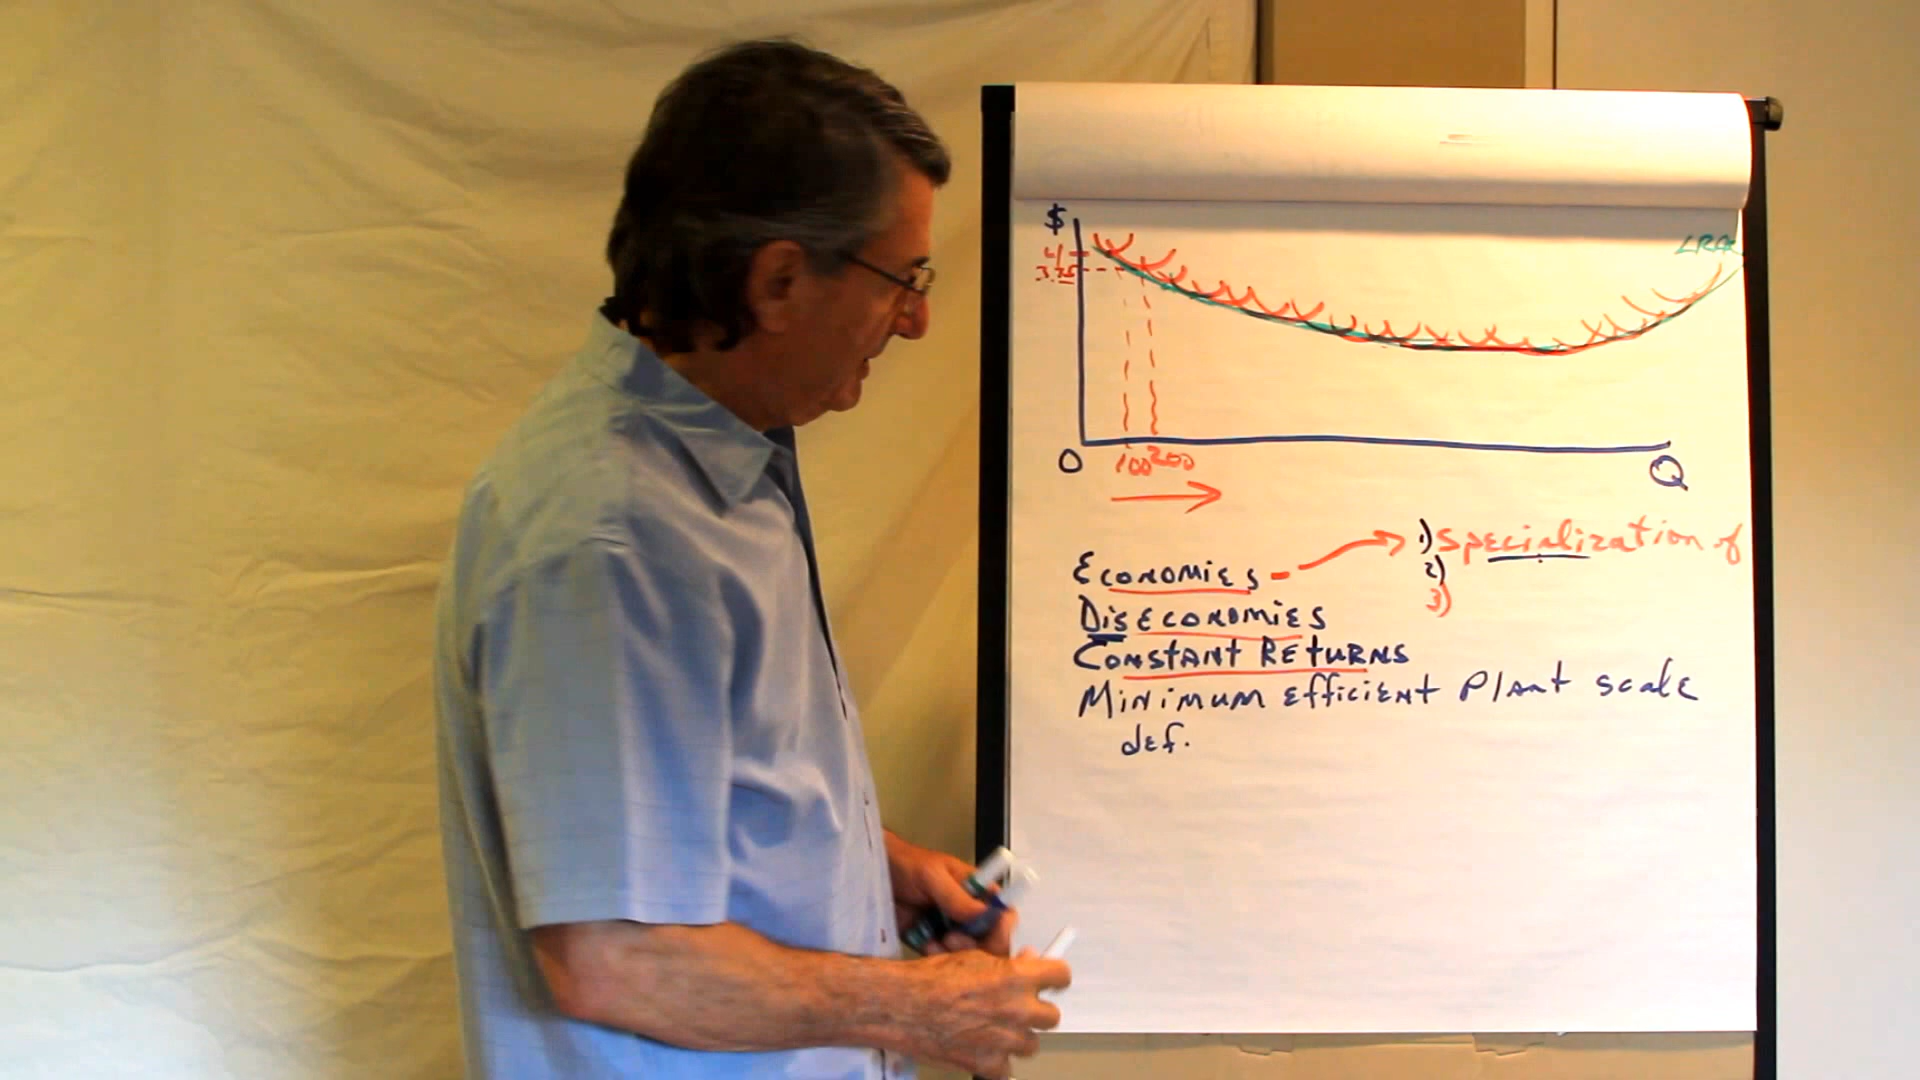 $
LRAC
4
3.75
0
100 200
Q
Economies
1) Specialization of
2)
3)
Diseconomies
Constant Returns
Minimum efficient Plant scale
def.